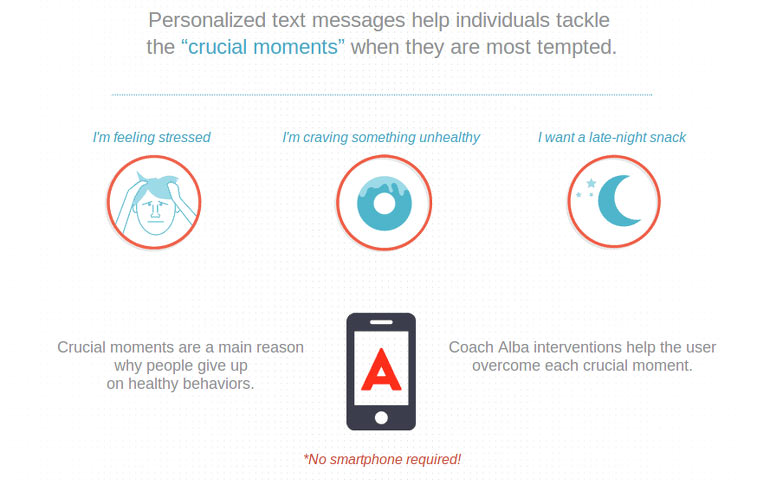 Personalized text messages help individuals tackle
the “crucial moments” when they are most tempted.
I'm feeling stressed
I'm craving something unhealthy
I want a late-night snack
Crucial moments are a main reason
why people give up
on healthy behaviors.
A
Coach Alba interventions help the user
overcome each crucial moment.
*No smartphone required!